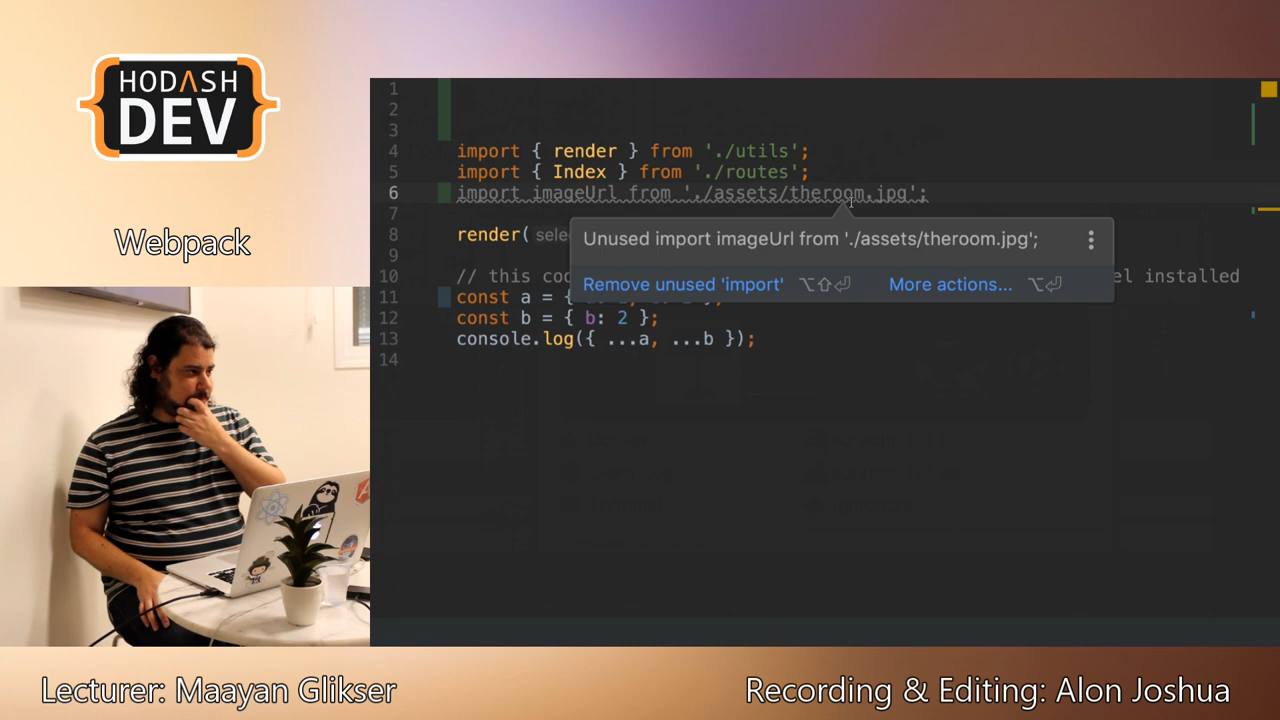 HODASH
DEV
Webpack
1
2
3
4 import { render } from './utils';
5 import { Index } from './routes';
6 import imageUrl from './assets/theroom.jpg';
7
8 render(
9
10 // this el installed
11 const a = {
12 const b = { b: 2 };
13 console.log({ ...a, ...b });
14
Unused import imageUrl from './assets/theroom.jpg';
Remove unused 'import' ⌥⇧⏎ More actions... ⌥⏎
Lecturer: Maayan Glikser
Recording & Editing: Alon Joshua